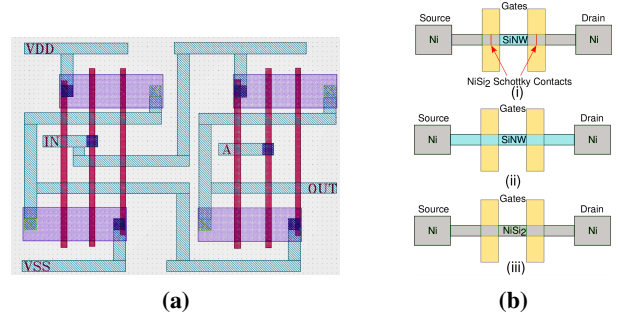 VDD
IN
A
OUT
VSS
(a)
Gates
Source
Drain
Ni
SiNW
Ni
NiSi2 Schottky Contacts
(i)
Gates
Source
Drain
Ni
SiNW
Ni
(ii)
Gates
Source
Drain
Ni
NiSi2
Ni
(iii)
(b)